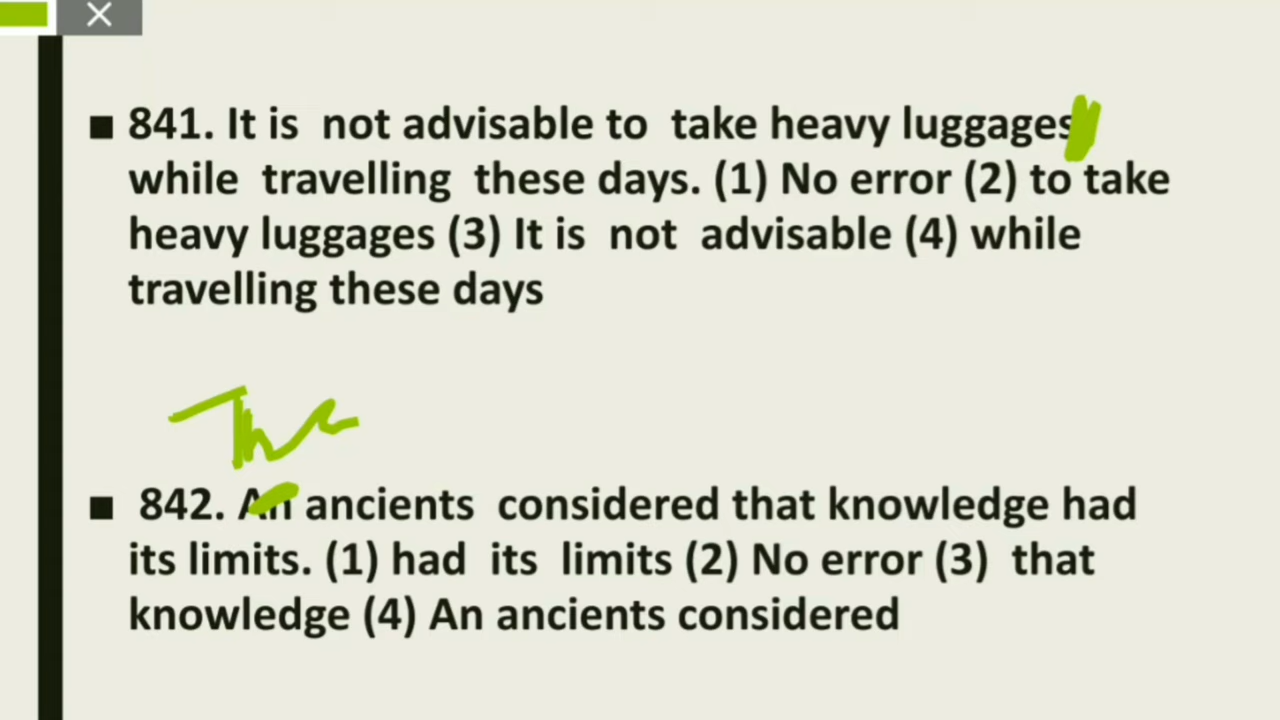 ■ 841. It is not advisable to take heavy luggages
while travelling these days. (1) No error (2) to take
heavy luggages (3) It is not advisable (4) while
travelling these days
The
■ 842. An ancients considered that knowledge had
its limits. (1) had its limits (2) No error (3) that
knowledge (4) An ancients considered